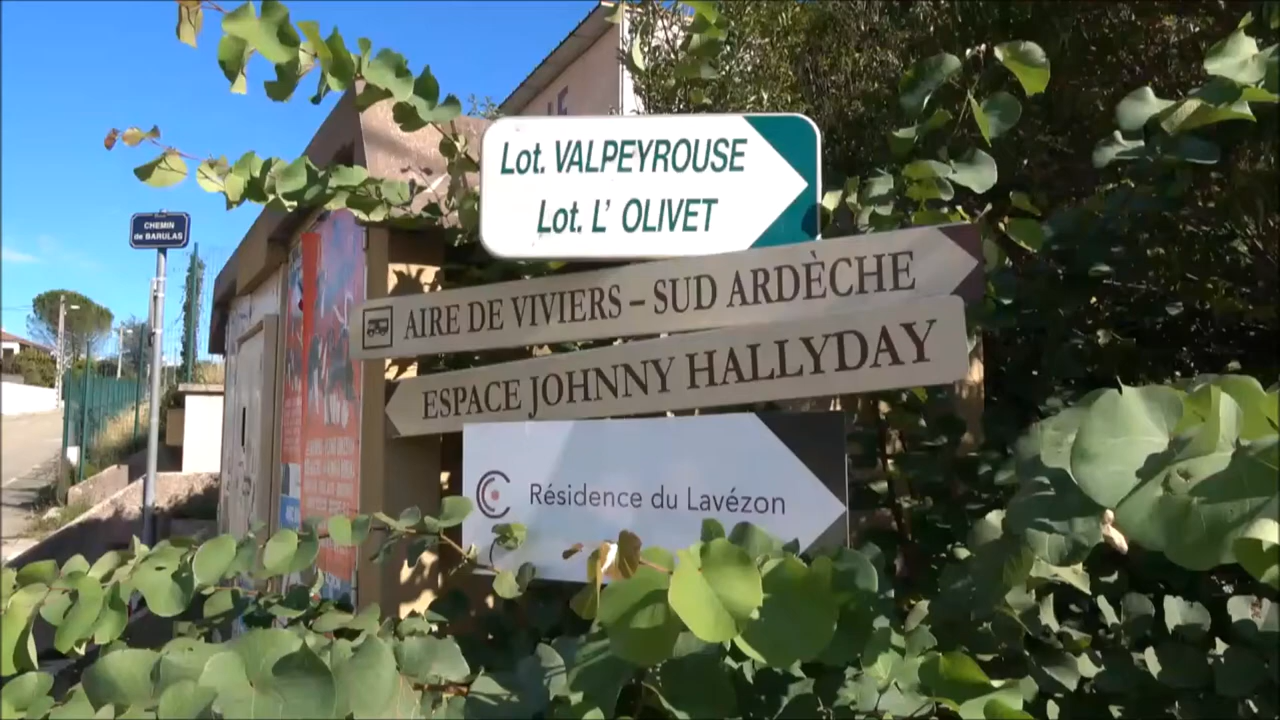 Lot. VALPEYROUSE
Lot. L' OLIVET
CHEMIN
de BARULAS
AIRE DE VIVIERS – SUD ARDÈCHE
ESPACE JOHNNY HALLYDAY
Résidence du Lavézon